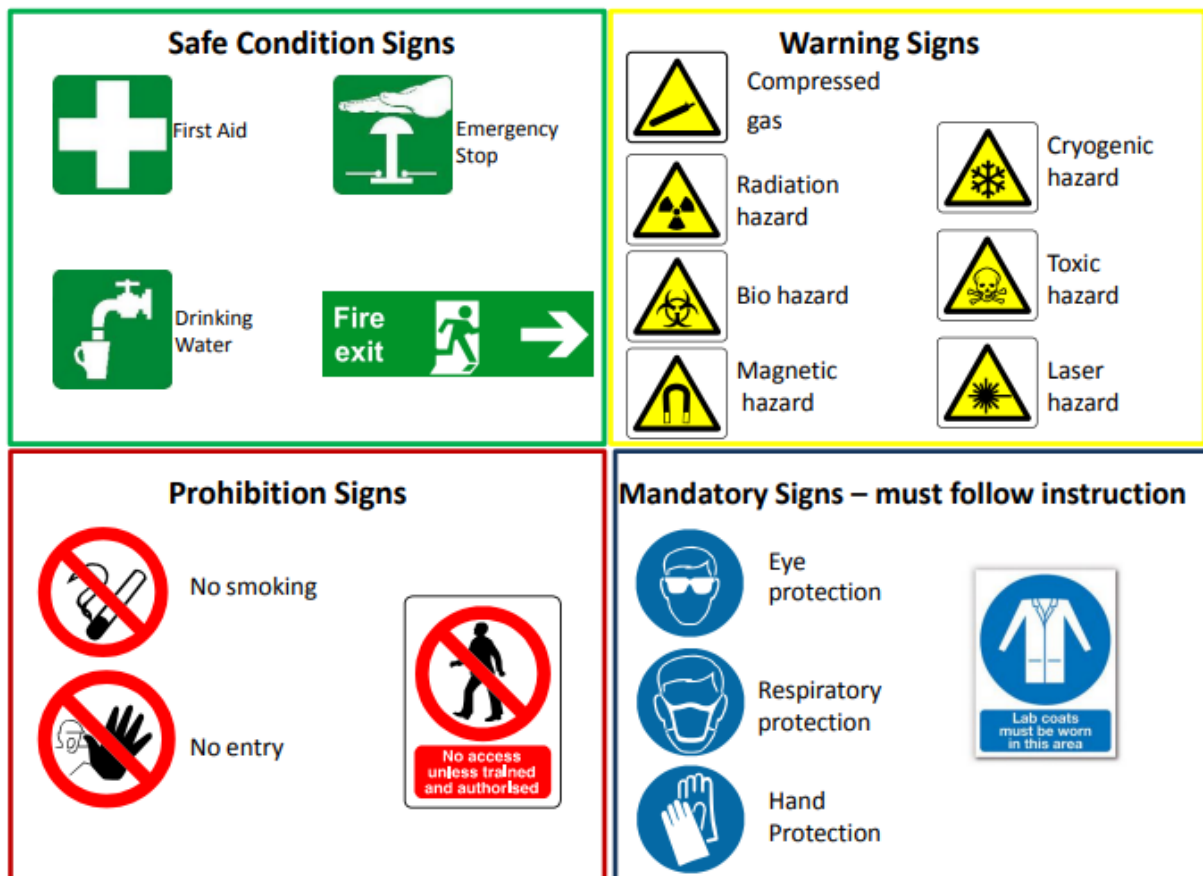 Safe Condition Signs
First Aid
Emergency
Stop
Drinking
Water
Fire
exit
Warning Signs
Compressed
gas
Radiation
hazard
Bio hazard
Magnetic
hazard
Cryogenic
hazard
Toxic
hazard
Laser
hazard
Prohibition Signs
No smoking
No entry
No access
unless trained
and authorised
Mandatory Signs – must follow instruction
Eye
protection
Respiratory
protection
Hand
Protection
Lab coats
must be worn
in this area